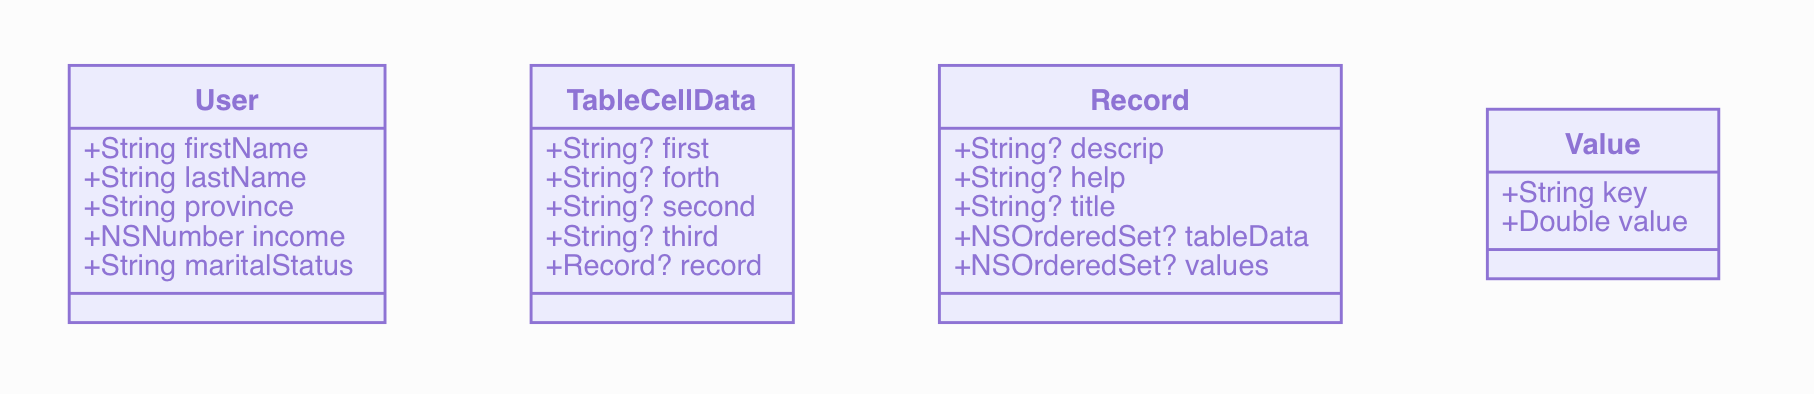 User
+String firstName
+String lastName
+String province
+NSNumber income
+String maritalStatus
TableCellData
+String? first
+String? forth
+String? second
+String? third
+Record? record
Record
+String? descrip
+String? help
+String? title
+NSOrderedSet? tableData
+NSOrderedSet? values
Value
+String key
+Double value